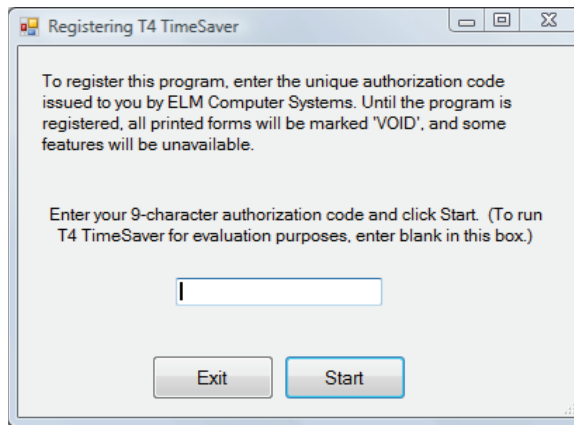 Registering T4 TimeSaver
To register this program, enter the unique authorization code
issued to you by ELM Computer Systems. Until the program is
registered, all printed forms will be marked 'VOID', and some
features will be unavailable.
Enter your 9-character authorization code and click Start.  (To run
T4 TimeSaver for evaluation purposes, enter blank in this box.)
Exit
Start